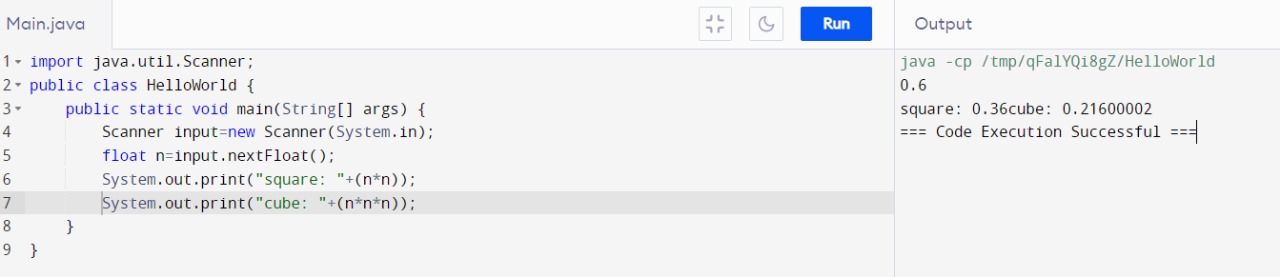 Main.java
Run
Output
1 import java.util.Scanner;
2 public class HelloWorld {
3     public static void main(String[] args) {
4         Scanner input=new Scanner(System.in);
5         float n=input.nextFloat();
6         System.out.print("square: "+(n*n));
7         System.out.print("cube: "+(n*n*n));
8     }
9 }
java -cp /tmp/qFalYQi8gZ/HelloWorld
0.6
square: 0.36cube: 0.21600002
=== Code Execution Successful ===